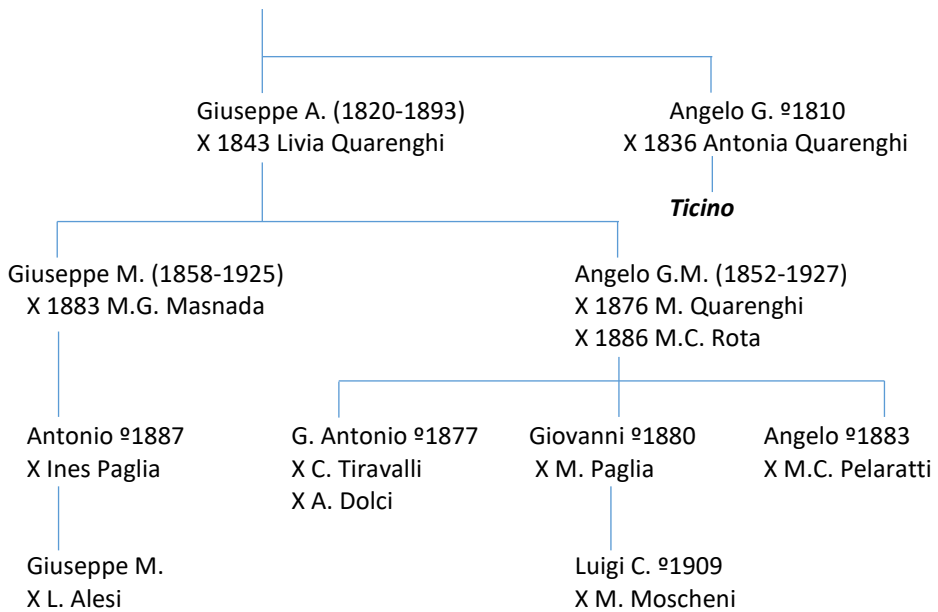 Giuseppe A. (1820-1893)
X 1843 Livia Quarenghi
Angelo G. º1810
X 1836 Antonia Quarenghi
Ticino
Giuseppe M. (1858-1925)
X 1883 M.G. Masnada
Angelo G.M. (1852-1927)
X 1876 M. Quarenghi
X 1886 M.C. Rota
Antonio º1887
X Ines Paglia
G. Antonio º1877
X C. Tiravalli
X A. Dolci
Giovanni º1880
X M. Paglia
Angelo º1883
X M.C. Pelaratti
Giuseppe M.
X L. Alesi
Luigi C. º1909
X M. Moscheni